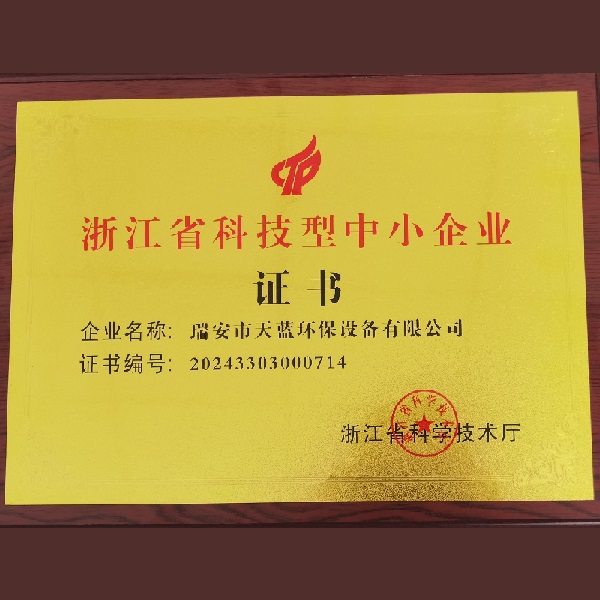 浙江省科技型中小企业
证书
企业名称: 瑞安市天蓝环保设备有限公司
证书编号: 20243303000714
浙江省科学技术厅